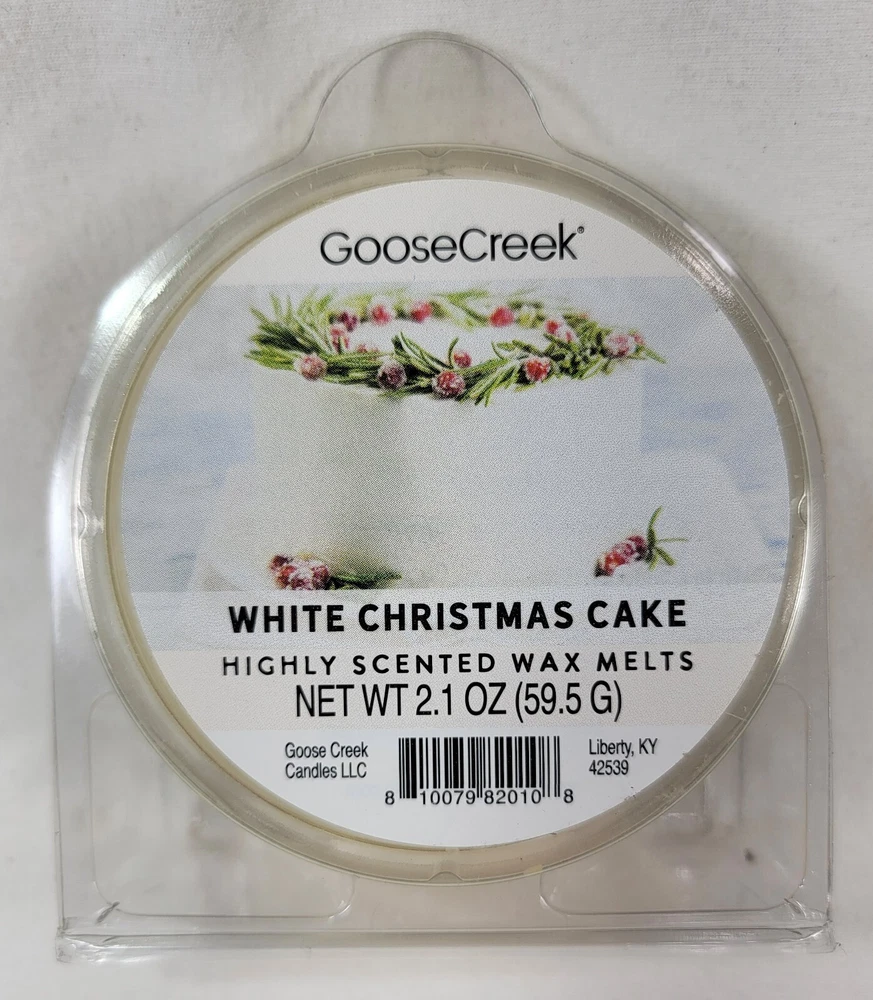 GooseCreek®
WHITE CHRISTMAS CAKE
HIGHLY SCENTED WAX MELTS
NET WT 2.1 OZ (59.5 G)
Goose Creek
Candles LLC
8 10079 82010 8
Liberty, KY
42539